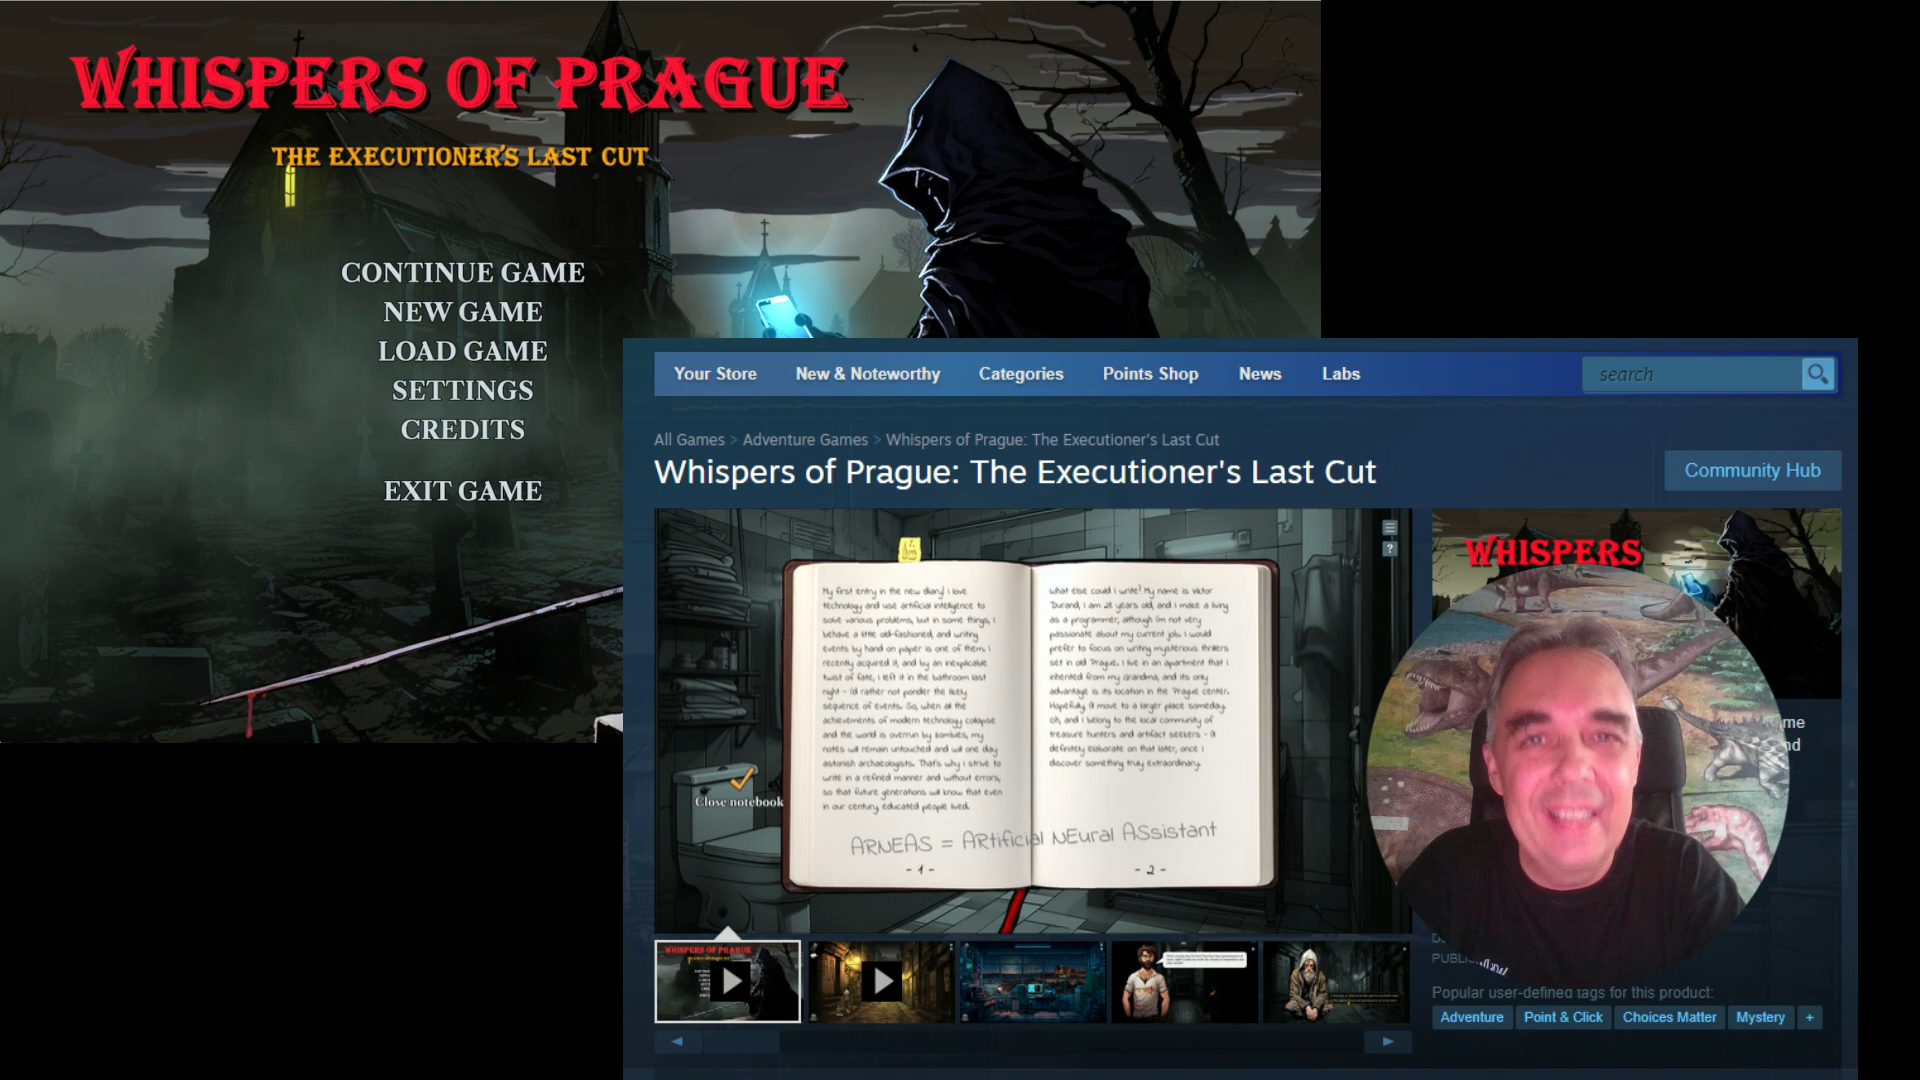 WHISPERS OF PRAGUE
THE EXECUTIONER'S LAST CUT
CONTINUE GAME
NEW GAME
LOAD GAME
SETTINGS
CREDITS
EXIT GAME
Your Store
New & Noteworthy
Categories
Points Shop
News
Labs
search
All Games > Adventure Games > Whispers of Prague: The Executioner's Last Cut
Whispers of Prague: The Executioner's Last Cut
Community Hub
?
My first entry in the new diary! I love
technology and use artificial intelligence to
solve various problems, but in some things, I
behave a little old-fashioned, and writing
events by hand on paper is one of them. I
recently acquired it, and by an inexplicable
twist of fate, I left it in the bathroom last
night - I'd rather not ponder the likely
sequence of events. So, when all the
achievements of modern technology collapse
and the world is overrun by zombies, my
notes will remain untouched and will one day
astonish archaeologists. That's why I strive to
write in a refined manner and without errors,
so that future generations will know that even
in our century, educated people lived.
- 1 -
What else could I write? My name is Viktor
Durand, I am 28 years old, and I make a living
as a programmer, although I'm not very
passionate about my current job. I would
prefer to focus on writing mysterious thrillers
set in old Prague. I live in an apartment that I
inherited from my grandma, and its only
advantage is its location in the Prague center.
Hopefully, I'll move to a larger place someday.
Oh, and I belong to the local community of
treasure hunters and artifact seekers - I'll
definitely elaborate on that later, once I
discover something truly extraordinary.
ARNEAS = ARtificial NEural ASsistant
- 2 -
Close notebook
WHISPERS OF PRAGUE
WHISPERS
me
nd
PUBLI
Popular user-defined tags for this product:
Adventure
Point & Click
Choices Matter
Mystery
+